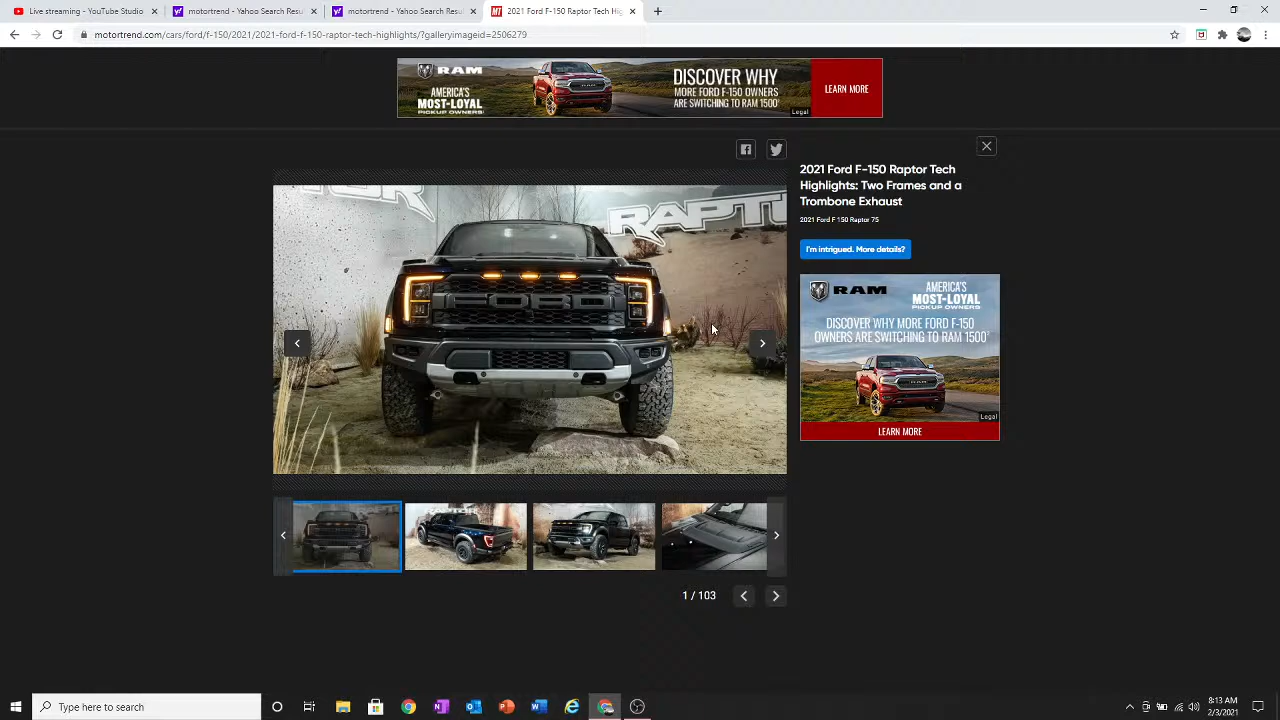 Live streaming - YouTube Studio
motortrend - Yahoo Search Resu
motortrend - Yahoo Search Resu
2021 Ford F-150 Raptor Tech Hig
motortrend.com/cars/ford/f-150/2021/2021-ford-f-150-raptor-tech-highlights/?galleryimageid=2506279
RAM
AMERICA'S
MOST-LOYAL
PICKUP OWNERS
DISCOVER WHY
MORE FORD F-150 OWNERS
ARE SWITCHING TO RAM 1500
Legal
LEARN MORE
2021 Ford F-150 Raptor Tech
Highlights: Two Frames and a
Trombone Exhaust
2021 Ford F 150 Raptor 75
I'm intrigued. More details?
TOR
RAPTO
FORD
RAM
AMERICA'S
MOST-LOYAL
PICKUP OWNERS
DISCOVER WHY MORE FORD F-150
OWNERS ARE SWITCHING TO RAM 1500
RAM
Legal
LEARN MORE
RAPTOR
1 / 103
Type here to search
8:13 AM
2/3/2021